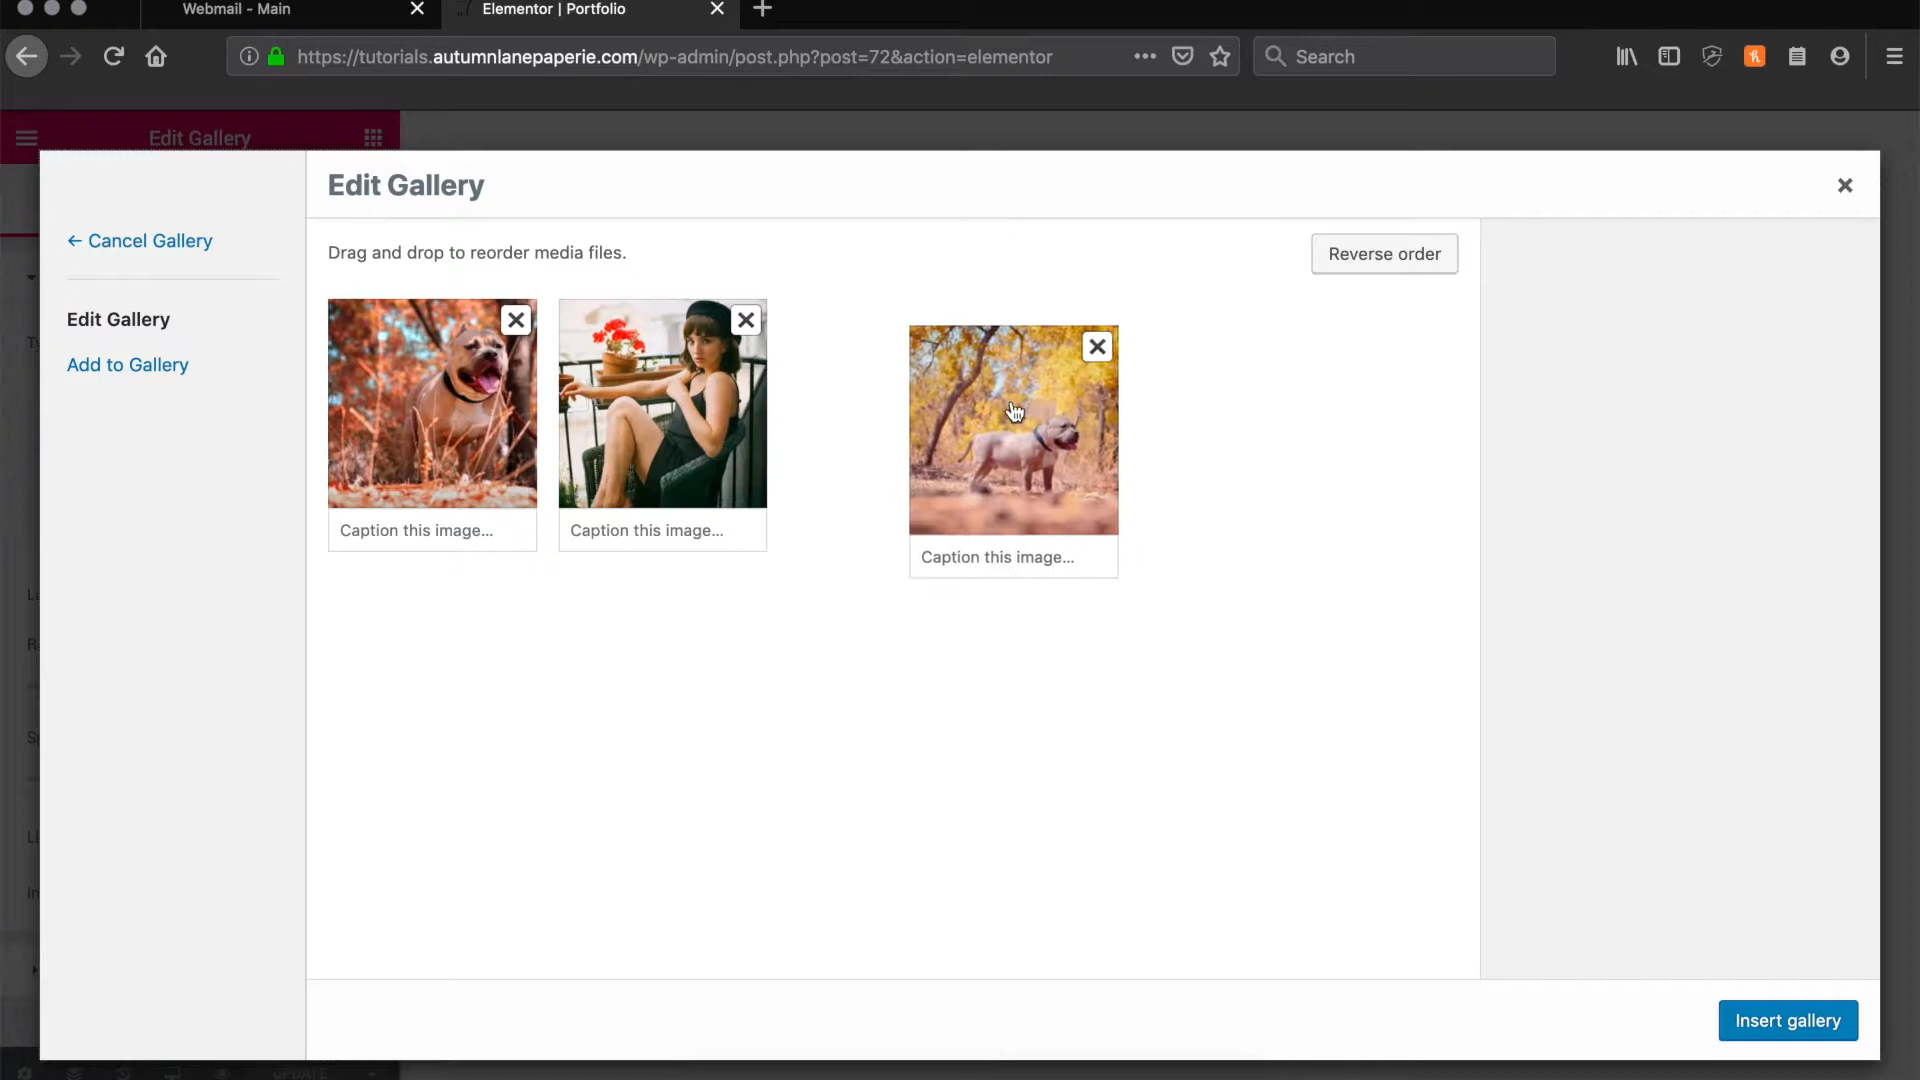 Webmail - Main
Elementor | Portfolio
https://tutorials.autumnlanepaperie.com/wp-admin/post.php?post=72&action=elementor
Search
Edit Gallery
Edit Gallery
← Cancel Gallery
Drag and drop to reorder media files.
Reverse order
Edit Gallery
Add to Gallery
Caption this image...
Caption this image...
Caption this image...
Insert gallery
UPDATE